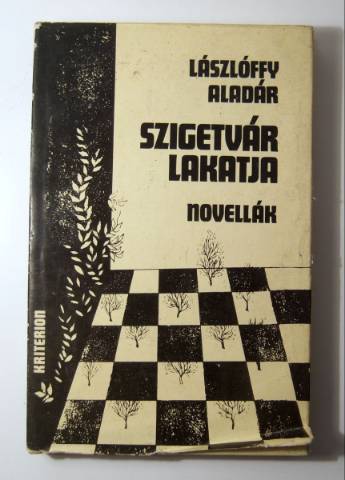 LÁSZLÓFFY
ALADÁR
SZIGETVÁR
LAKATJA
NOVELLÁK
KRITERION